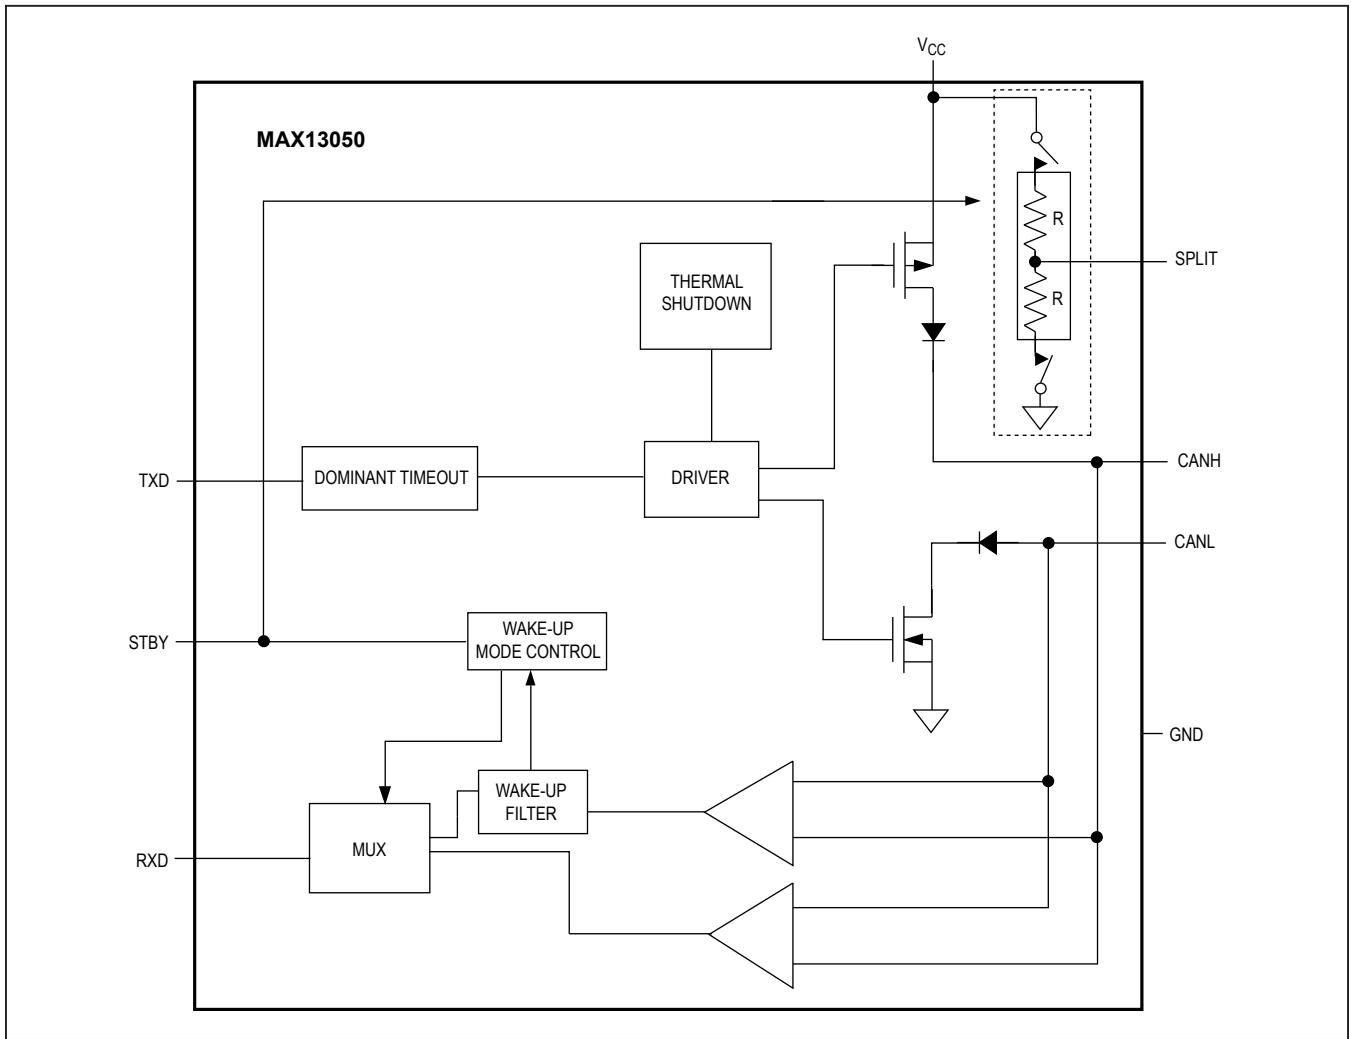 VCC
MAX13050
R
SPLIT
THERMAL
SHUTDOWN
R
CANH
TXD
DOMINANT TIMEOUT
DRIVER
CANL
STBY
WAKE-UP
MODE CONTROL
GND
WAKE-UP
FILTER
MUX
RXD